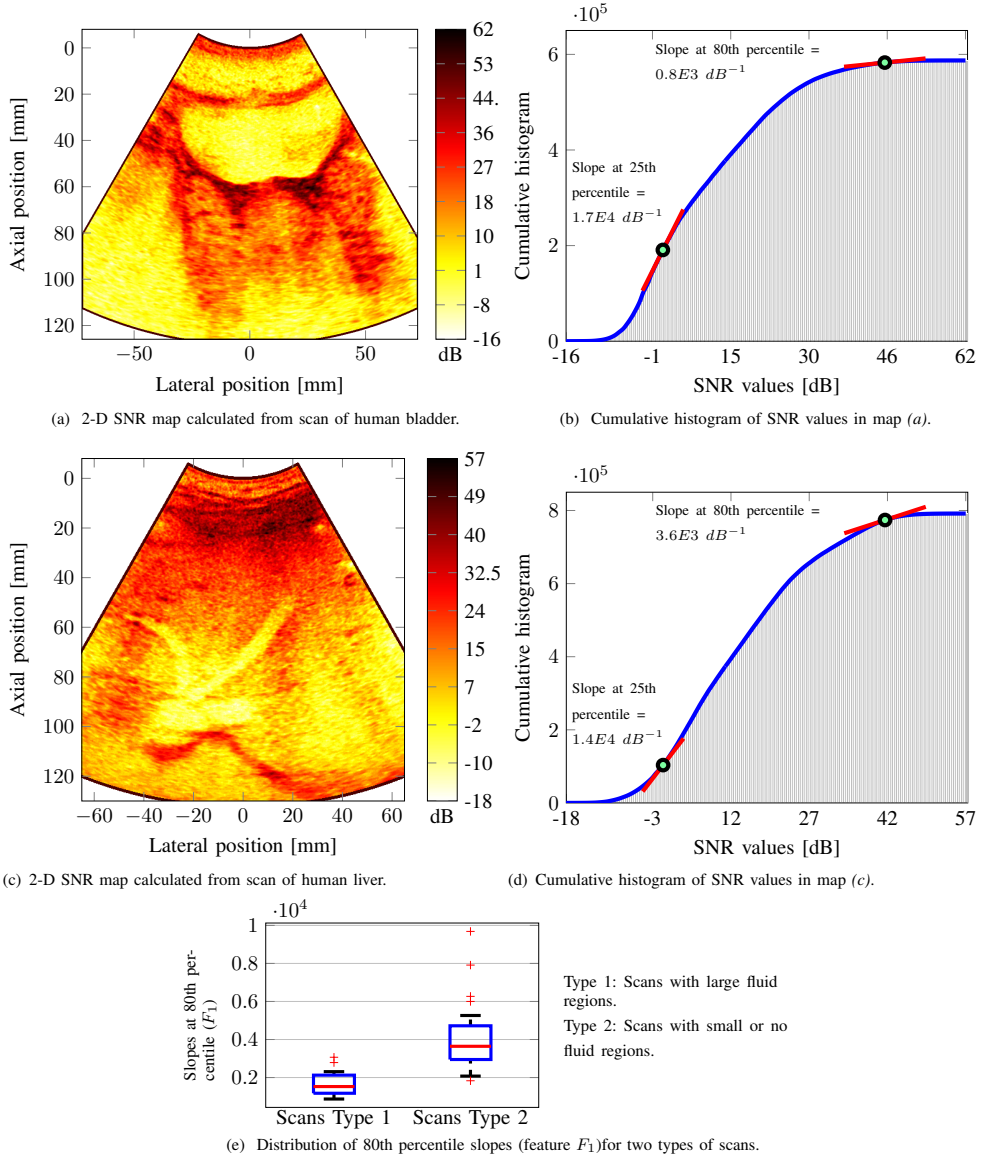 0
20
40
60
80
100
120
Axial position [mm]
−50 0 50
Lateral position [mm]
62
53
44.
36
27
18
10
1
-8
-16
dB
(a) 2-D SNR map calculated from scan of human bladder.
·10⁵
6
4
2
0
Cumulative histogram
Slope at 80th percentile =
0.8E3 dB⁻¹
Slope at 25th
percentile =
1.7E4 dB⁻¹
-16 -1 15 30 46 62
SNR values [dB]
(b) Cumulative histogram of SNR values in map (a).
0
20
40
60
80
100
120
Axial position [mm]
−60 −40 −20 0 20 40 60
Lateral position [mm]
57
49
40
32.5
24
15
7
-2
-10
-18
dB
(c) 2-D SNR map calculated from scan of human liver.
·10⁵
8
6
4
2
0
Cumulative histogram
Slope at 80th percentile =
3.6E3 dB⁻¹
Slope at 25th
percentile =
1.4E4 dB⁻¹
-18 -3 12 27 42 57
SNR values [dB]
(d) Cumulative histogram of SNR values in map (c).
·10⁴
1
0.8
0.6
0.4
0.2
Slopes at 80th per-
centile (F₁)
Scans Type 1 Scans Type 2
Type 1: Scans with large fluid
regions.
Type 2: Scans with small or no
fluid regions.
(e) Distribution of 80th percentile slopes (feature F₁)for two types of scans.